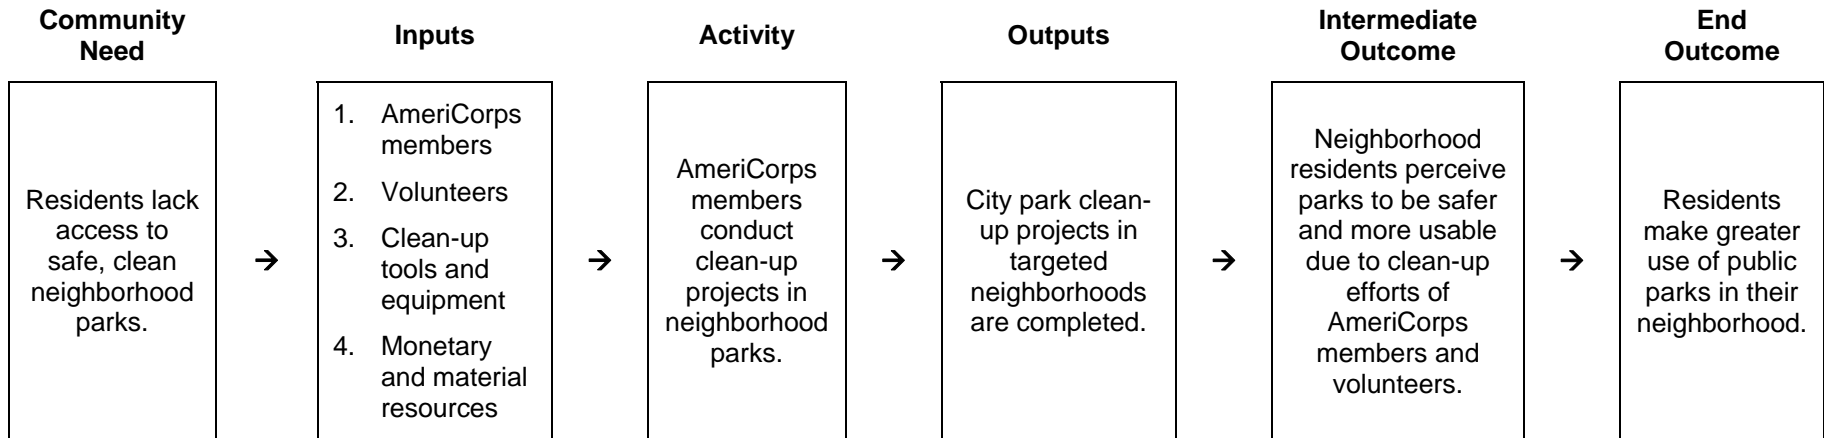 Community
Need
Inputs
Activity
Outputs
Intermediate
Outcome
End
Outcome
Residents lack
access to
safe, clean
neighborhood
parks.
→
1. AmeriCorps
members
2. Volunteers
3. Clean-up
tools and
equipment
4. Monetary
and material
resources
→
AmeriCorps
members
conduct
clean-up
projects in
neighborhood
parks.
→
City park clean-
up projects in
targeted
neighborhoods
are completed.
→
Neighborhood
residents perceive
parks to be safer
and more usable
due to clean-up
efforts of
AmeriCorps
members and
volunteers.
→
Residents
make greater
use of public
parks in their
neighborhood.